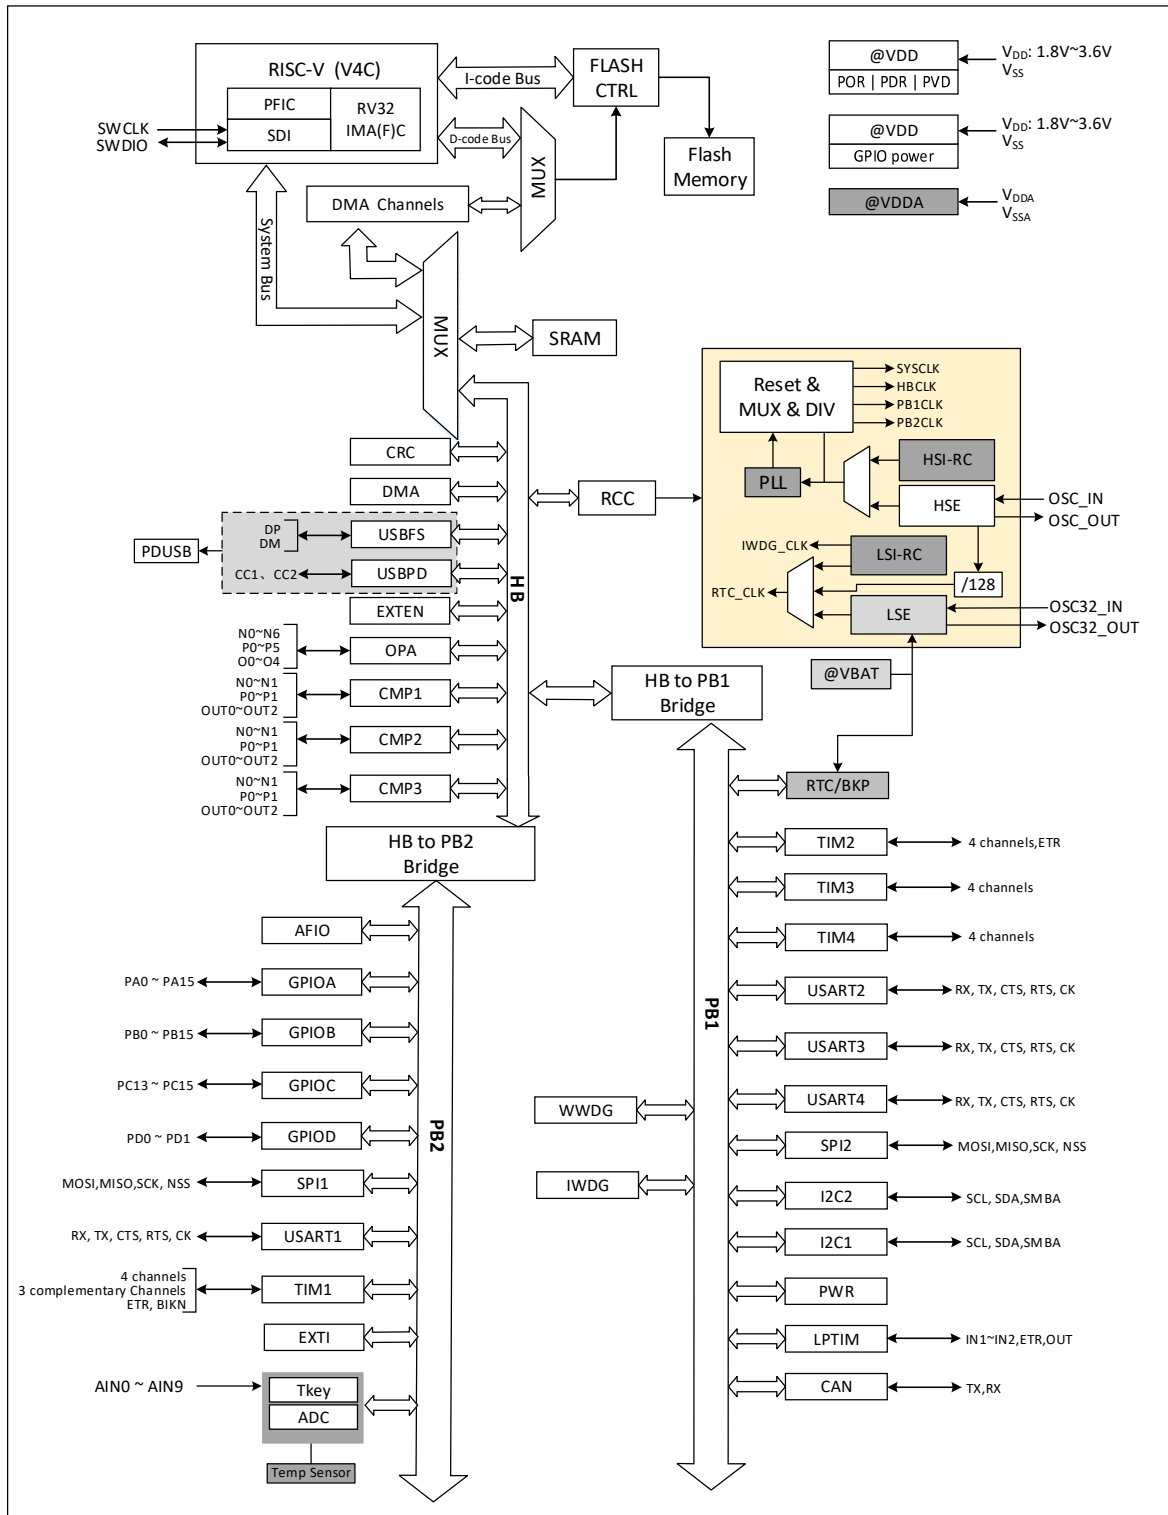 RISC-V (V4C)
PFIC
SDI
RV32
IMA(F)C
SWCLK
SWDIO
I-code Bus
D-code Bus
FLASH
CTRL
Flash
Memory
MUX
DMA Channels
System Bus
MUX
SRAM
@VDD
POR | PDR | PVD
VDD: 1.8V~3.6V
VSS
@VDD
GPIO power
VDD: 1.8V~3.6V
VSS
@VDDA
VDDA
VSSA
Reset &
MUX & DIV
SYSCLK
HBCLK
PB1CLK
PB2CLK
PLL
HSI-RC
HSE
OSC_IN
OSC_OUT
IWDG_CLK
LSI-RC
RTC_CLK
/128
LSE
OSC32_IN
OSC32_OUT
RCC
CRC
DMA
PDUSB
DP
DM
USBFS
CC1、CC2
USBPD
HB
EXTEN
N0~N6
P0~P5
O0~O4
OPA
N0~N1
P0~P1
OUT0~OUT2
CMP1
N0~N1
P0~P1
OUT0~OUT2
CMP2
N0~N1
P0~P1
OUT0~OUT2
CMP3
HB to PB1
Bridge
@VBAT
RTC/BKP
HB to PB2
Bridge
AFIO
PA0 ~ PA15
GPIOA
PB0 ~ PB15
GPIOB
PC13 ~ PC15
GPIOC
PD0 ~ PD1
GPIOD
MOSI,MISO,SCK, NSS
SPI1
RX, TX, CTS, RTS, CK
USART1
4 channels
3 complementary Channels
ETR, BIKN
TIM1
EXTI
AIN0 ~ AIN9
Tkey
ADC
Temp Sensor
PB2
PB1
WWDG
IWDG
TIM2
4 channels,ETR
TIM3
4 channels
TIM4
4 channels
USART2
RX, TX, CTS, RTS, CK
USART3
RX, TX, CTS, RTS, CK
USART4
RX, TX, CTS, RTS, CK
SPI2
MOSI,MISO,SCK, NSS
I2C2
SCL, SDA,SMBA
I2C1
SCL, SDA,SMBA
PWR
LPTIM
IN1~IN2,ETR,OUT
CAN
TX,RX